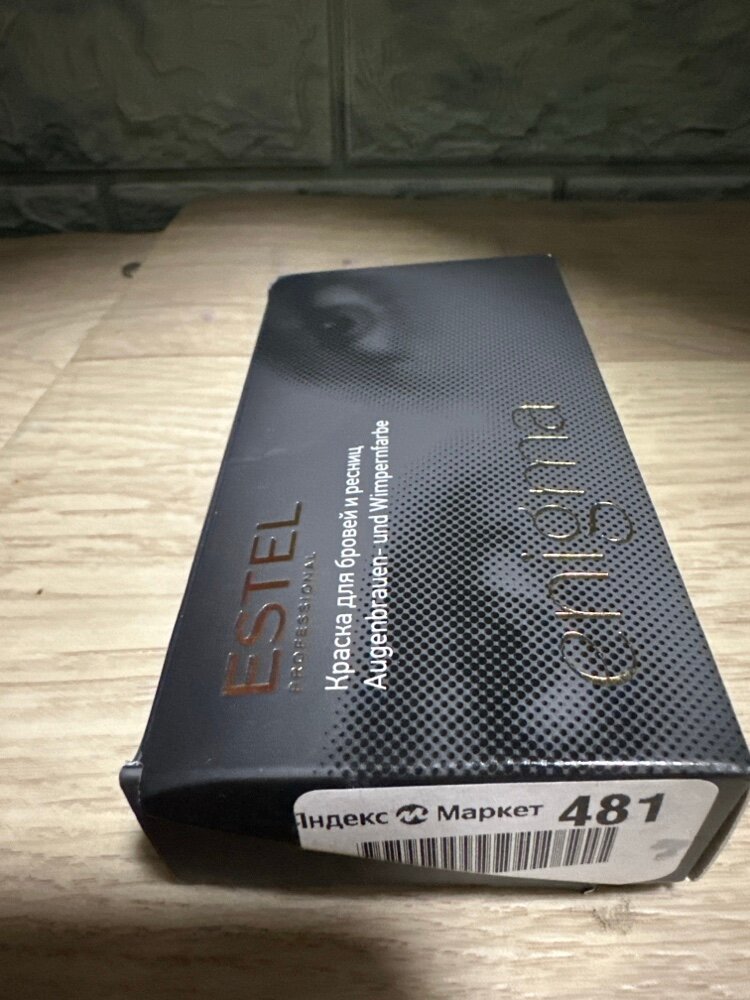 ESTEL
PROFESSIONAL
Краска для бровей и ресниц
Augenbrauen- und Wimpernfarbe
enigma
Яндекс Маркет 481